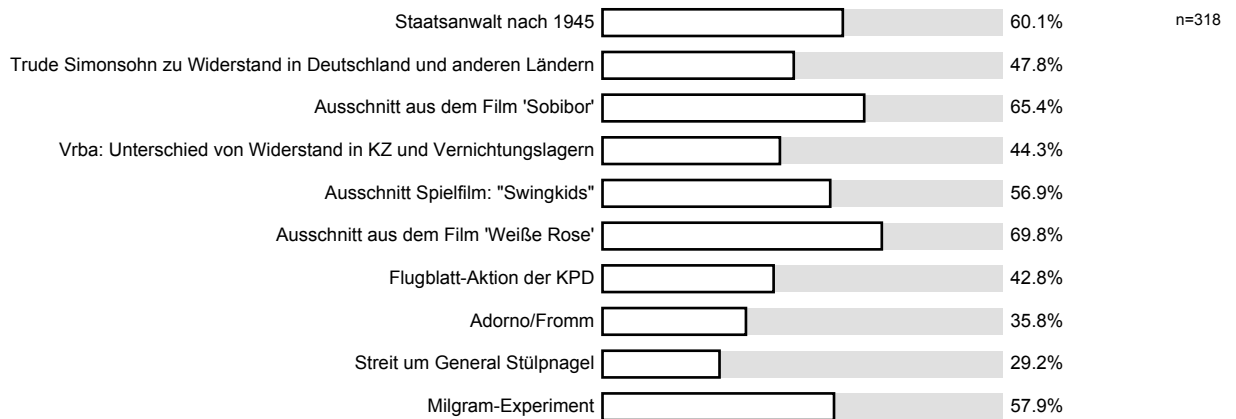 Staatsanwalt nach 1945 60.1% n=318
Trude Simonsohn zu Widerstand in Deutschland und anderen Ländern 47.8%
Ausschnitt aus dem Film 'Sobibor' 65.4%
Vrba: Unterschied von Widerstand in KZ und Vernichtungslagern 44.3%
Ausschnitt Spielfilm: "Swingkids" 56.9%
Ausschnitt aus dem Film 'Weiße Rose' 69.8%
Flugblatt-Aktion der KPD 42.8%
Adorno/Fromm 35.8%
Streit um General Stülpnagel 29.2%
Milgram-Experiment 57.9%